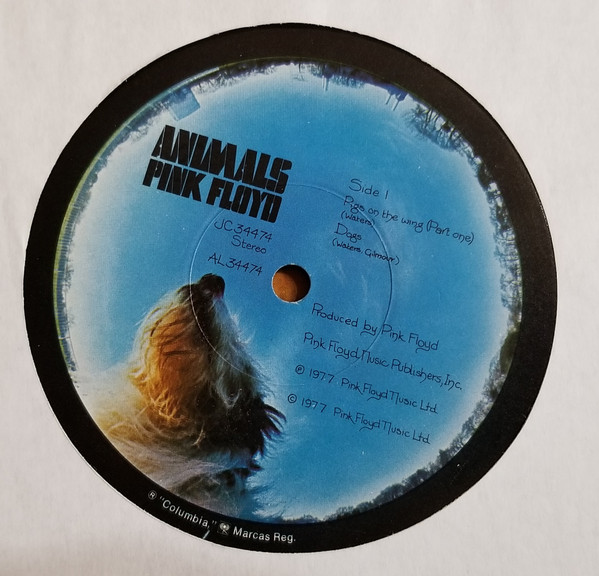 ANIMALS
PINK FLOYD
JC 34474
Stereo
AL 34474
Side 1
Pigs on the wing (Part one)
(Waters)
Dogs
(Waters, Gilmour)
Produced by Pink Floyd
Pink Floyd Music Publishers, Inc.
℗ 1977 Pink Floyd Music Ltd.
© 1977 Pink Floyd Music Ltd.
® "Columbia," Marcas Reg.